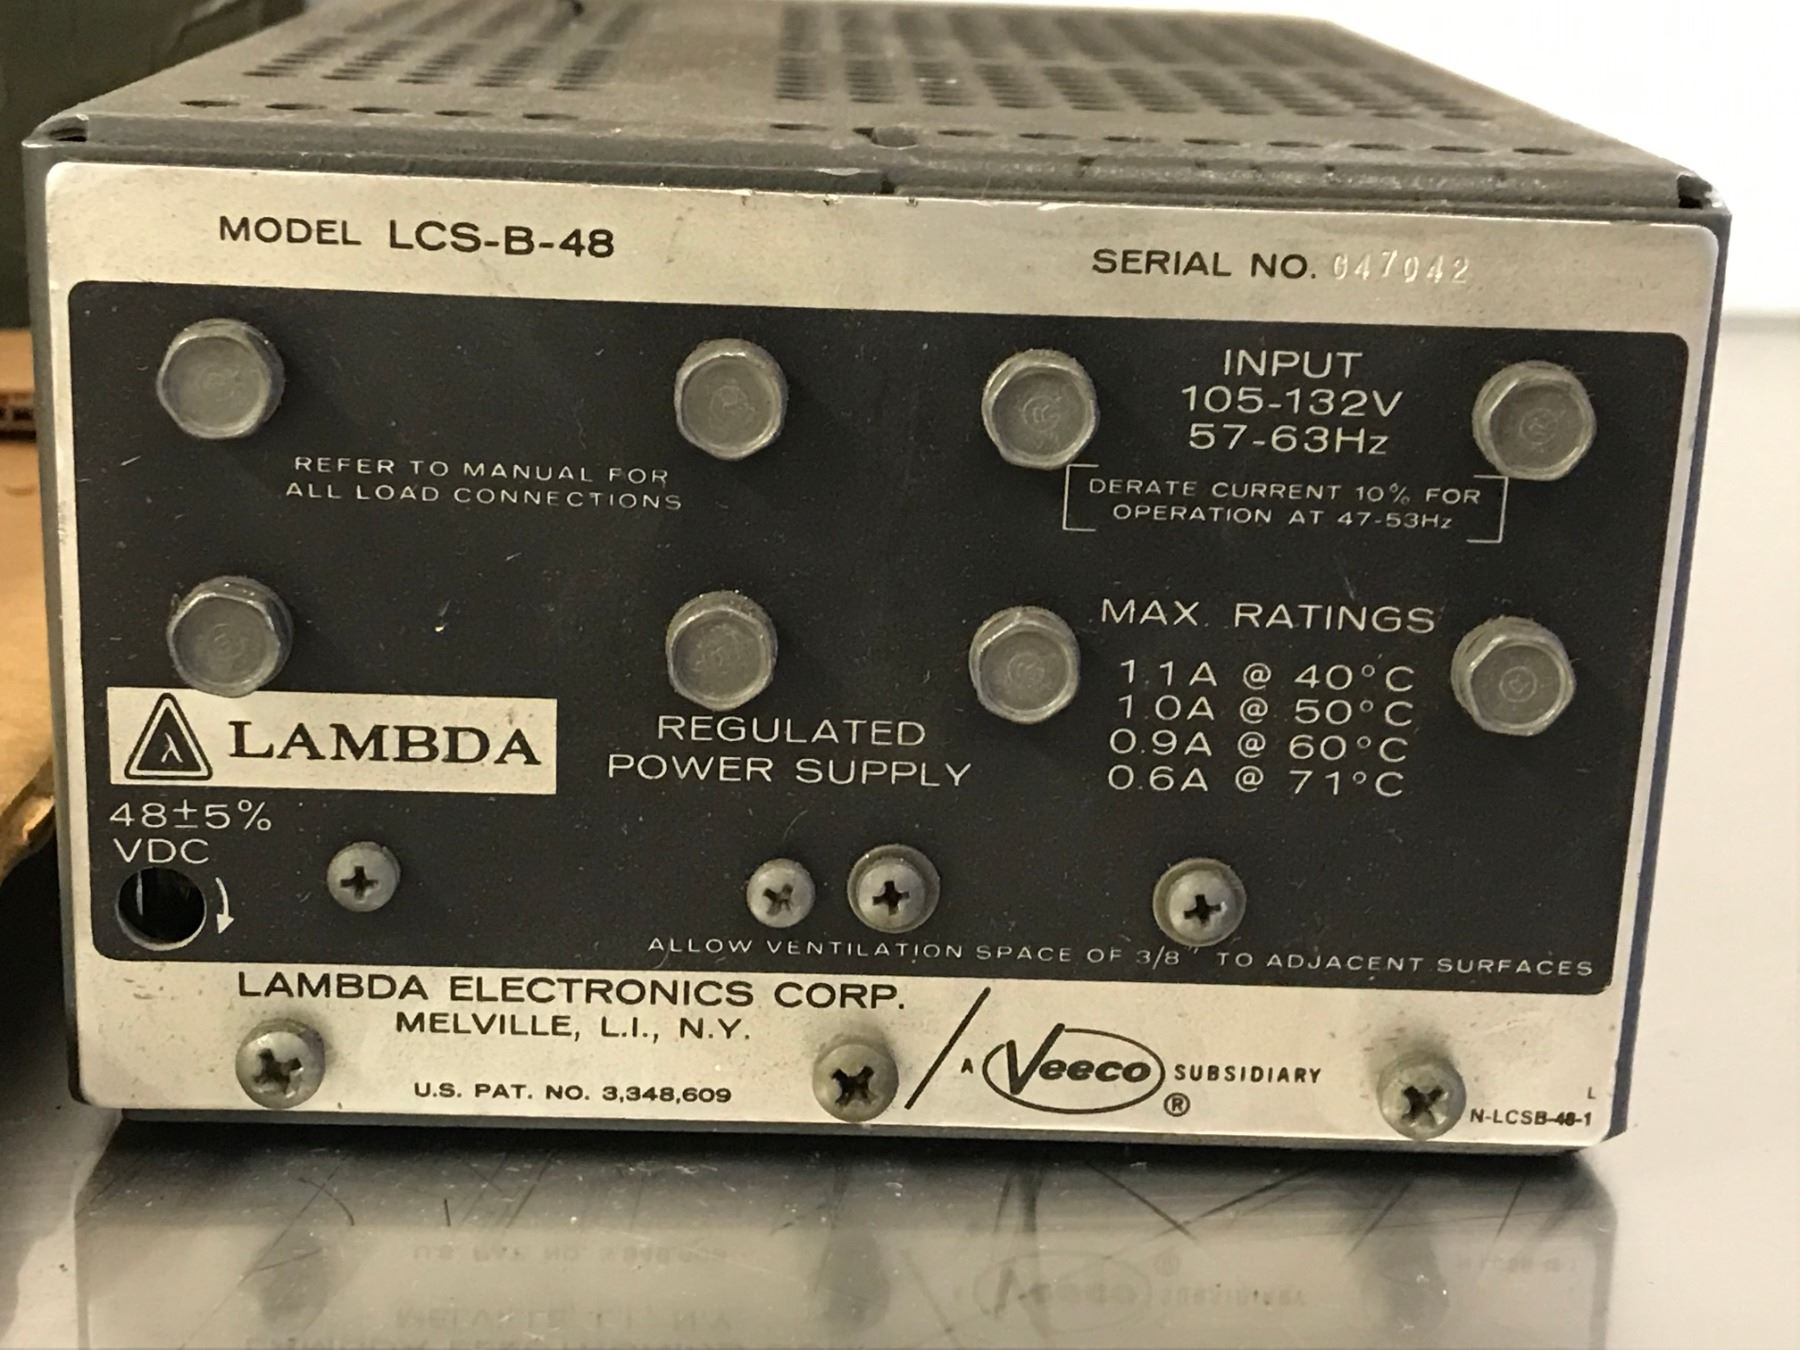 MODEL LCS-B-48
SERIAL NO. 047042
INPUT
105-132V
57-63Hz
REFER TO MANUAL FOR
ALL LOAD CONNECTIONS
DERATE CURRENT 10% FOR
OPERATION AT 47-53Hz
MAX. RATINGS
1.1A @ 40°C
1.0A @ 50°C
0.9A @ 60°C
0.6A @ 71°C
λ LAMBDA
REGULATED
POWER SUPPLY
48±5%
VDC
ALLOW VENTILATION SPACE OF 3/8" TO ADJACENT SURFACES
LAMBDA ELECTRONICS CORP.
MELVILLE, L.I., N.Y.
A Veeco SUBSIDIARY
®
U.S. PAT. NO. 3,348,609
L
N-LCSB-48-1